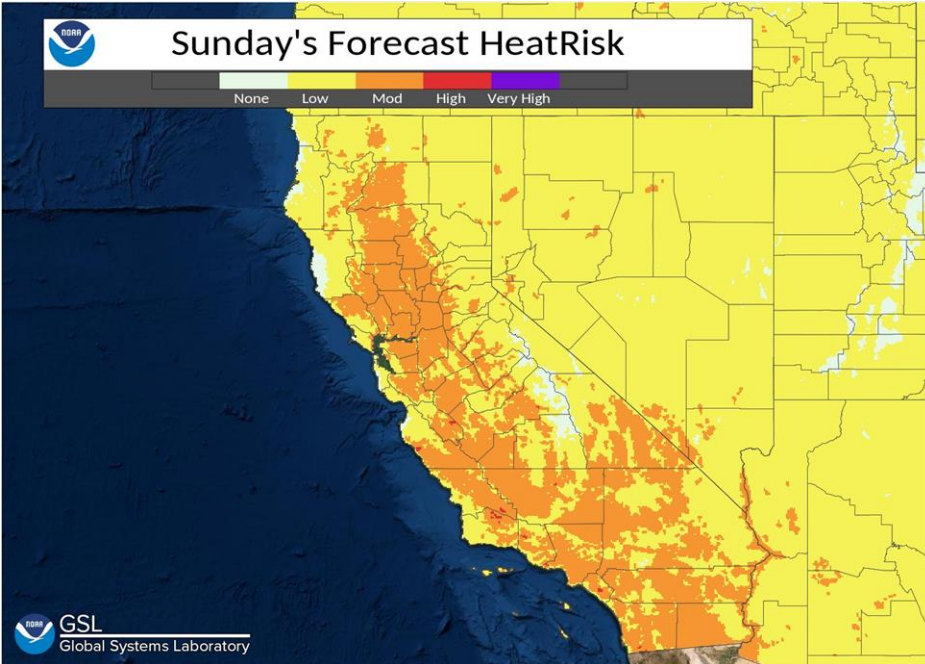 NOAA
Sunday's Forecast HeatRisk
None Low Mod High Very High
NOAA
GSL
Global Systems Laboratory